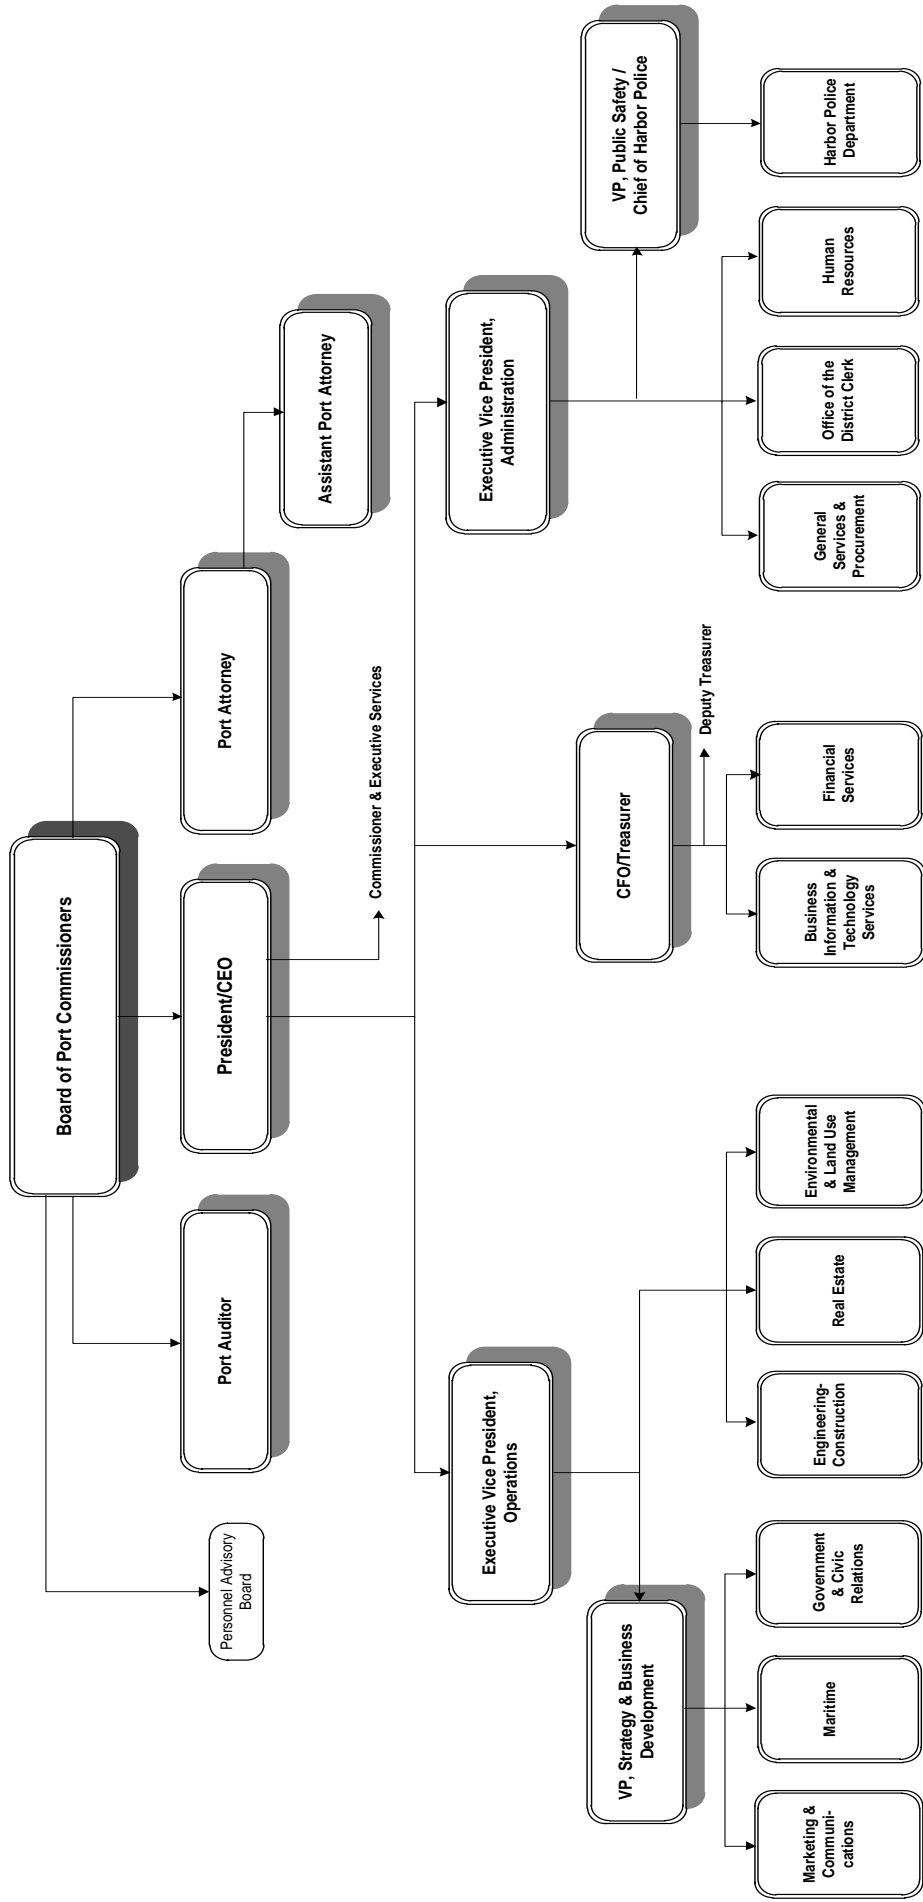 Board of Port Commissioners
Personnel Advisory
Board
Port Auditor
President/CEO
Port Attorney
Commissioner & Executive Services
Assistant Port Attorney
Executive Vice President,
Operations
Executive Vice President,
Administration
VP, Strategy & Business
Development
CFO/Treasurer
VP, Public Safety /
Chief of Harbor Police
Deputy Treasurer
Marketing &
Communi-
cations
Maritime
Government
& Civic
Relations
Engineering-
Construction
Real Estate
Environmental
& Land Use
Management
Business
Information &
Technology
Services
Financial
Services
General
Services &
Procurement
Office of the
District Clerk
Human
Resources
Harbor Police
Department